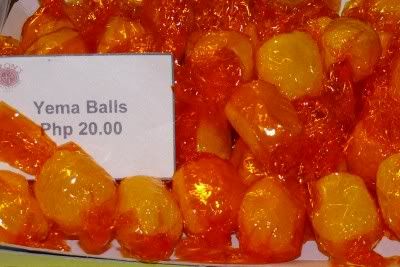 Yema Balls
Php 20.00